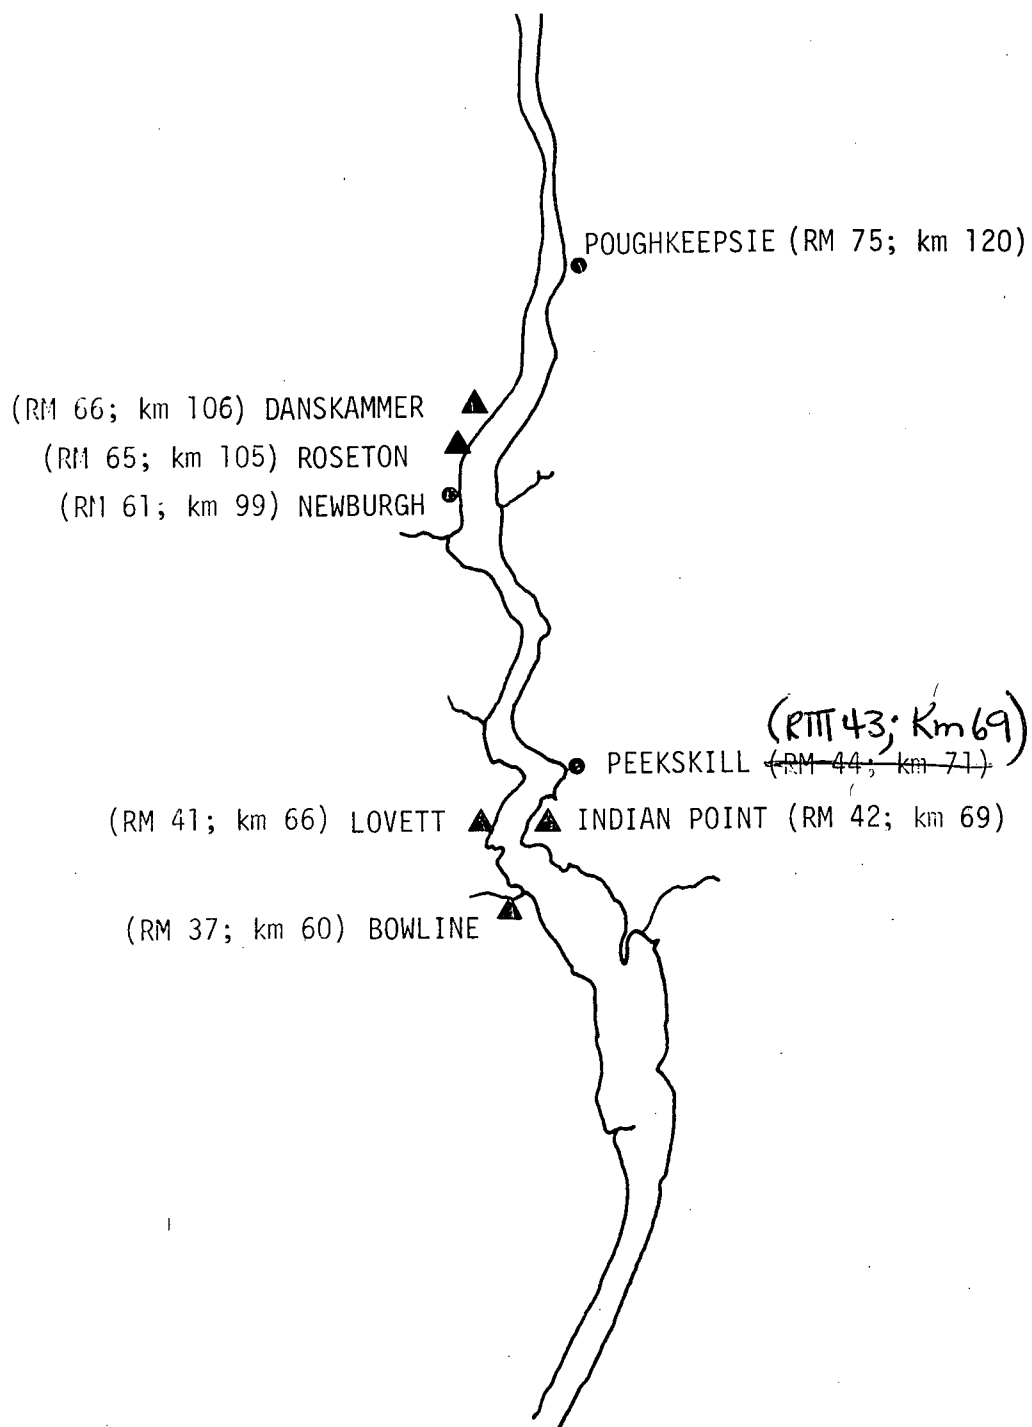 POUGHKEEPSIE (RM 75; km 120)
(RM 66; km 106) DANSKAMMER
(RM 65; km 105) ROSETON
(RM 61; km 99) NEWBURGH
(RM 43; Km 69)
PEEKSKILL (RM 44; km 71)
(RM 41; km 66) LOVETT
INDIAN POINT (RM 42; km 69)
(RM 37; km 60) BOWLINE